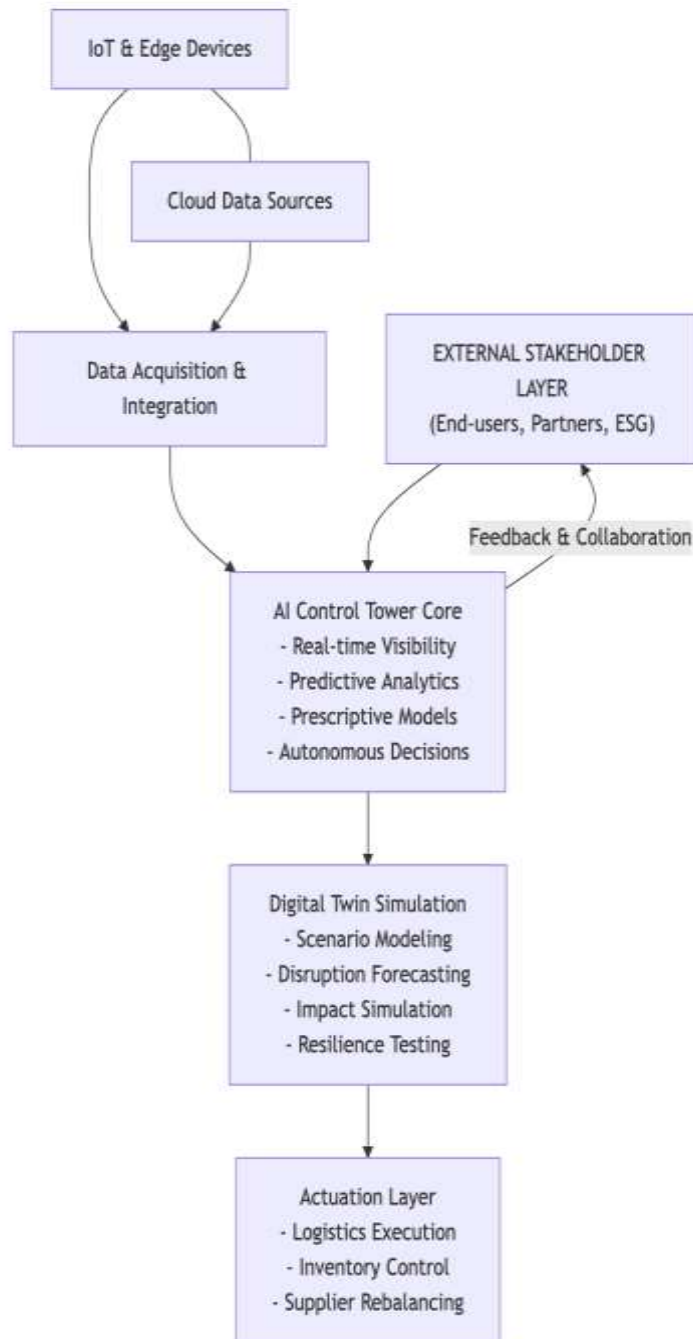 IoT & Edge Devices
Cloud Data Sources
Data Acquisition &
Integration
EXTERNAL STAKEHOLDER
LAYER
(End-users, Partners, ESG)
Feedback & Collaboration
AI Control Tower Core
- Real-time Visibility
- Predictive Analytics
- Prescriptive Models
- Autonomous Decisions
Digital Twin Simulation
- Scenario Modeling
- Disruption Forecasting
- Impact Simulation
- Resilience Testing
Actuation Layer
- Logistics Execution
- Inventory Control
- Supplier Rebalancing